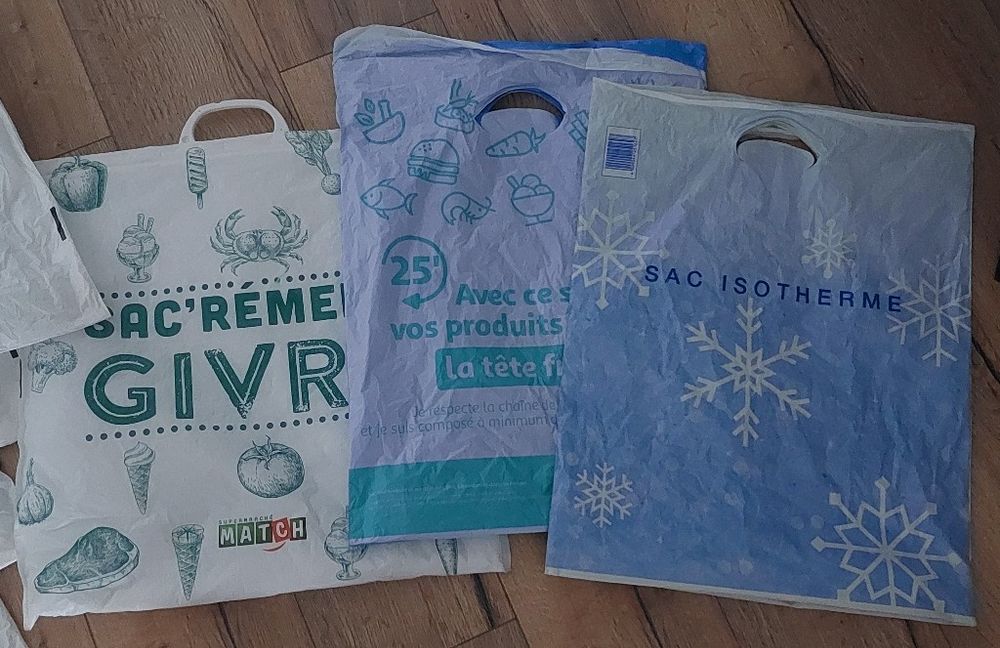 SAC'RÉME
GIVR
SUPERMARCHÉ
MATCH
25'
Avec ce s
vos produits
la tête f
Je respecte la chaîne de
et je suis composé à minimum
SAC ISOTHERME